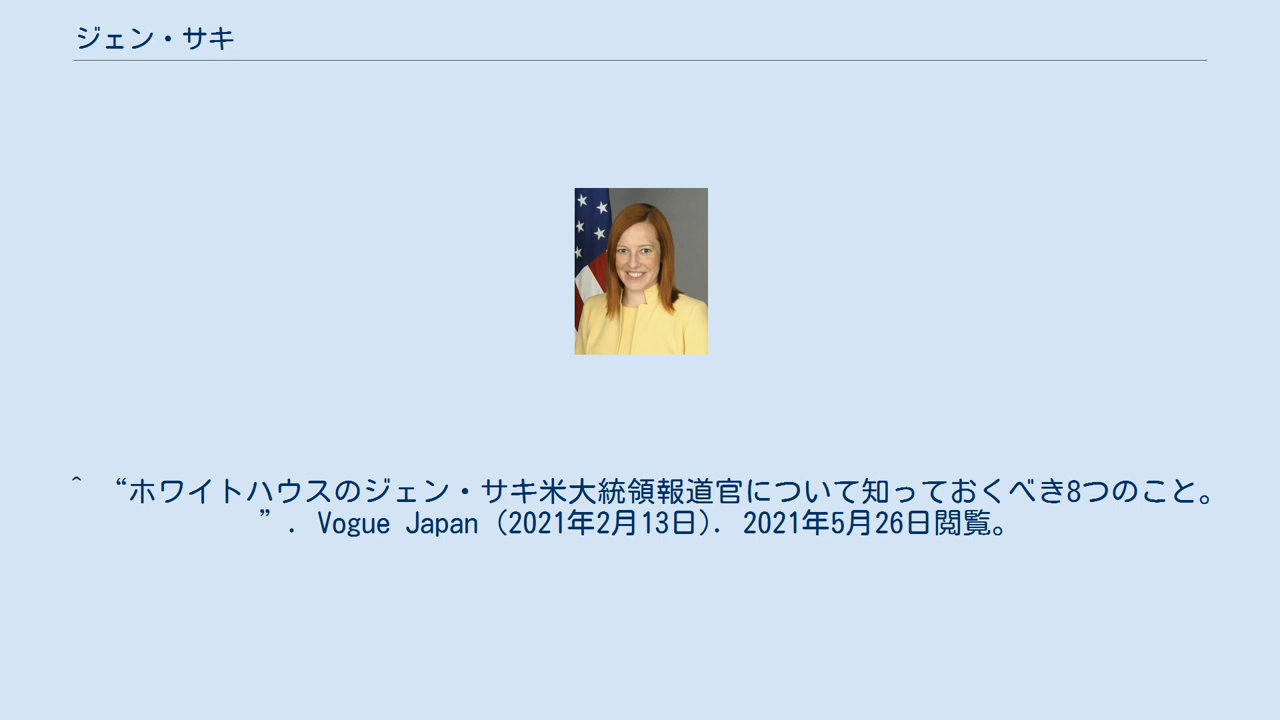 ジェン・サキ
^ “ホワイトハウスのジェン・サキ米大統領報道官について知っておくべき8つのこと。
”. Vogue Japan (2021年2月13日). 2021年5月26日閲覧。